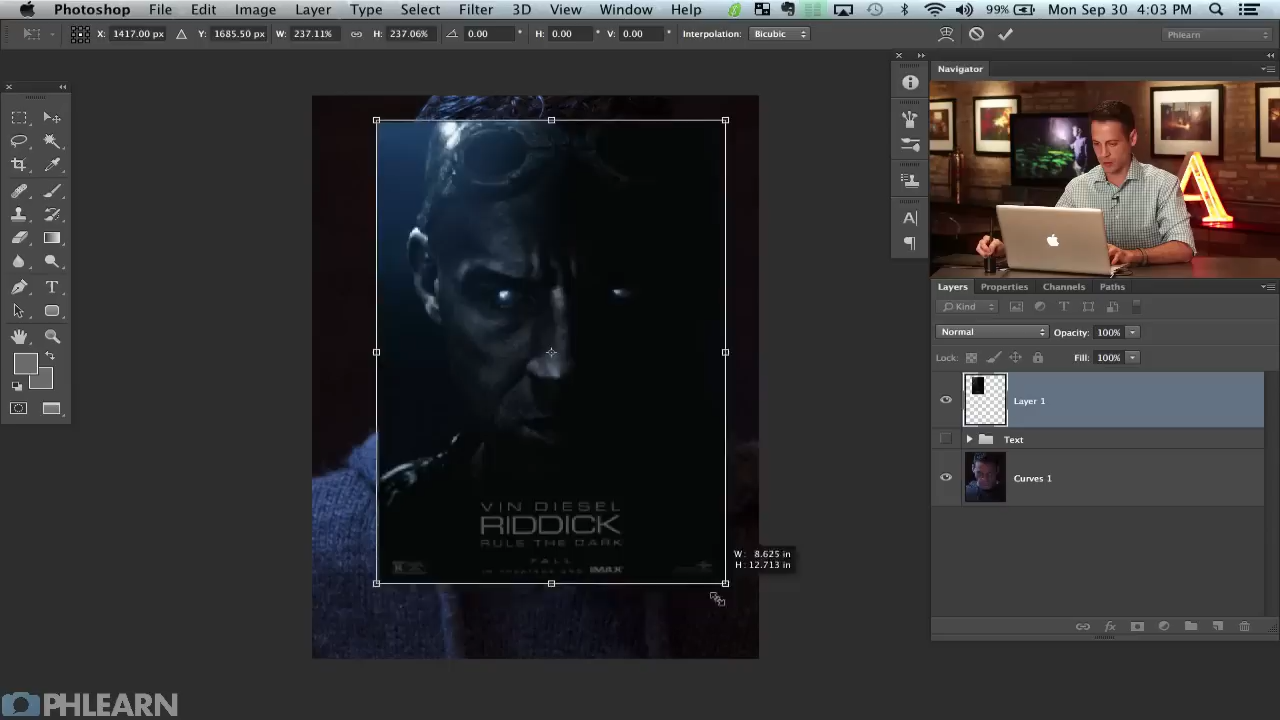 Photoshop File Edit Image Layer Type Select Filter 3D View Window Help 99% Mon Sep 30 4:03 PM
X: 1417.00 px Y: 1685.50 px W: 237.11% H: 237.06% 0.00 ° H: 0.00 ° V: 0.00 ° Interpolation: Bicubic Phlearn
Navigator
VIN DIESEL
RIDDICK
RULE THE DARK
FALL
IMAX
W: 8.625 in
H: 12.713 in
Layers Properties Channels Paths
Kind
Normal Opacity: 100%
Lock: Fill: 100%
Layer 1
Text
Curves 1
PHLEARN